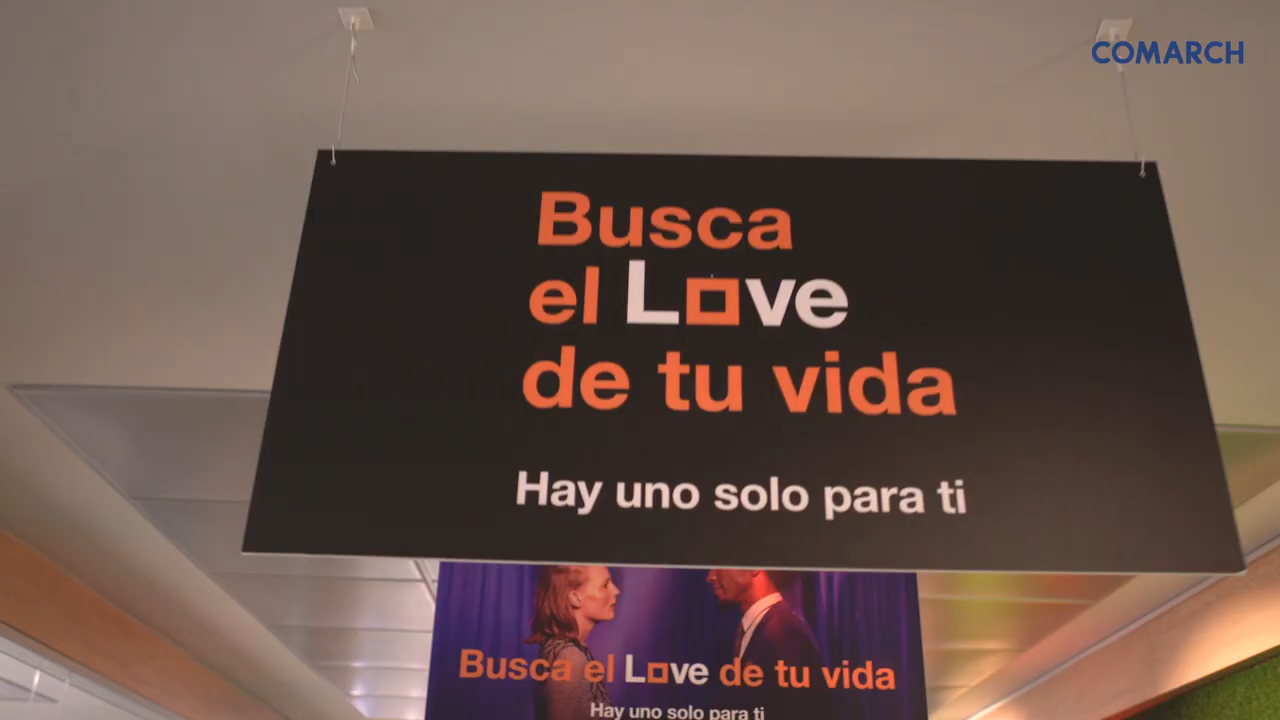 COMARCH
Busca
el Love
de tu vida
Hay uno solo para ti
Busca el Love de tu vida
Hay uno solo para ti